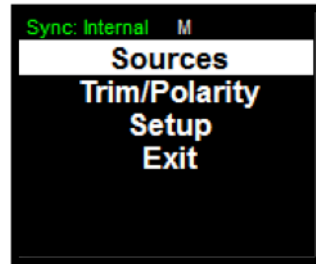 Sync: Internal M
Sources
Trim/Polarity
Setup
Exit